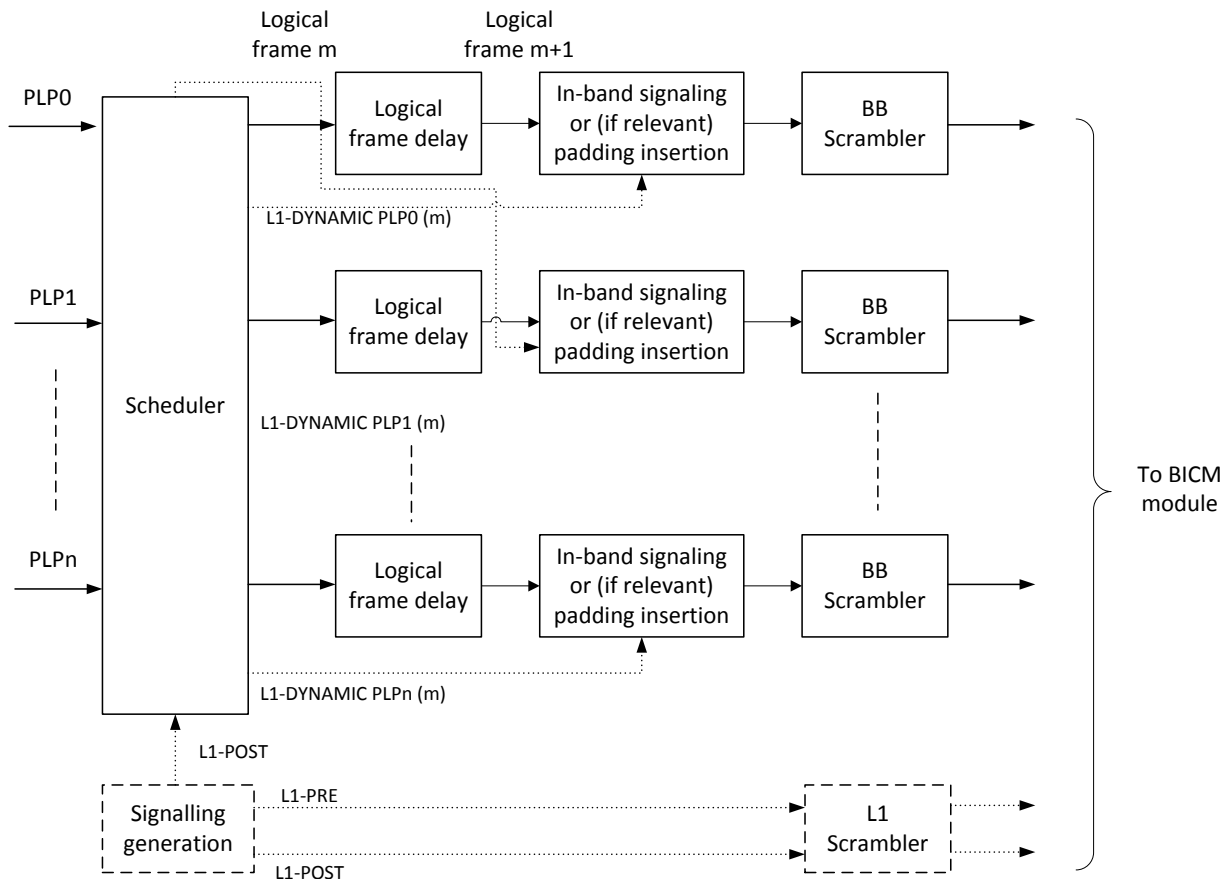 Logical
frame m
Logical
frame m+1
PLP0
Logical
frame delay
In-band signaling
or (if relevant)
padding insertion
BB
Scrambler
L1-DYNAMIC PLP0 (m)
PLP1
Logical
frame delay
In-band signaling
or (if relevant)
padding insertion
BB
Scrambler
Scheduler
L1-DYNAMIC PLP1 (m)
To BICM
module
PLPn
Logical
frame delay
In-band signaling
or (if relevant)
padding insertion
BB
Scrambler
L1-DYNAMIC PLPn (m)
L1-POST
Signalling
generation
L1-PRE
L1-POST
L1
Scrambler